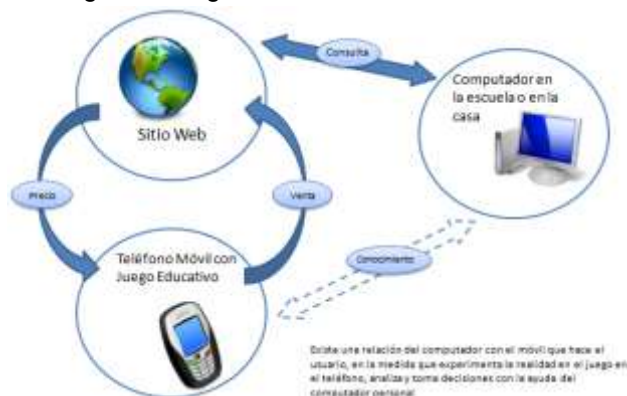 Consulta
Sitio Web
Computador en
la escuela o en la
casa
Precio
Venta
Teléfono Móvil con
Juego Educativo
Conocimiento
Existe una relación del computador con el móvil que hace el
usuario, en la medida que experimenta la realidad en el juego en
el teléfono, analiza y toma decisiones con la ayuda del
computador personal